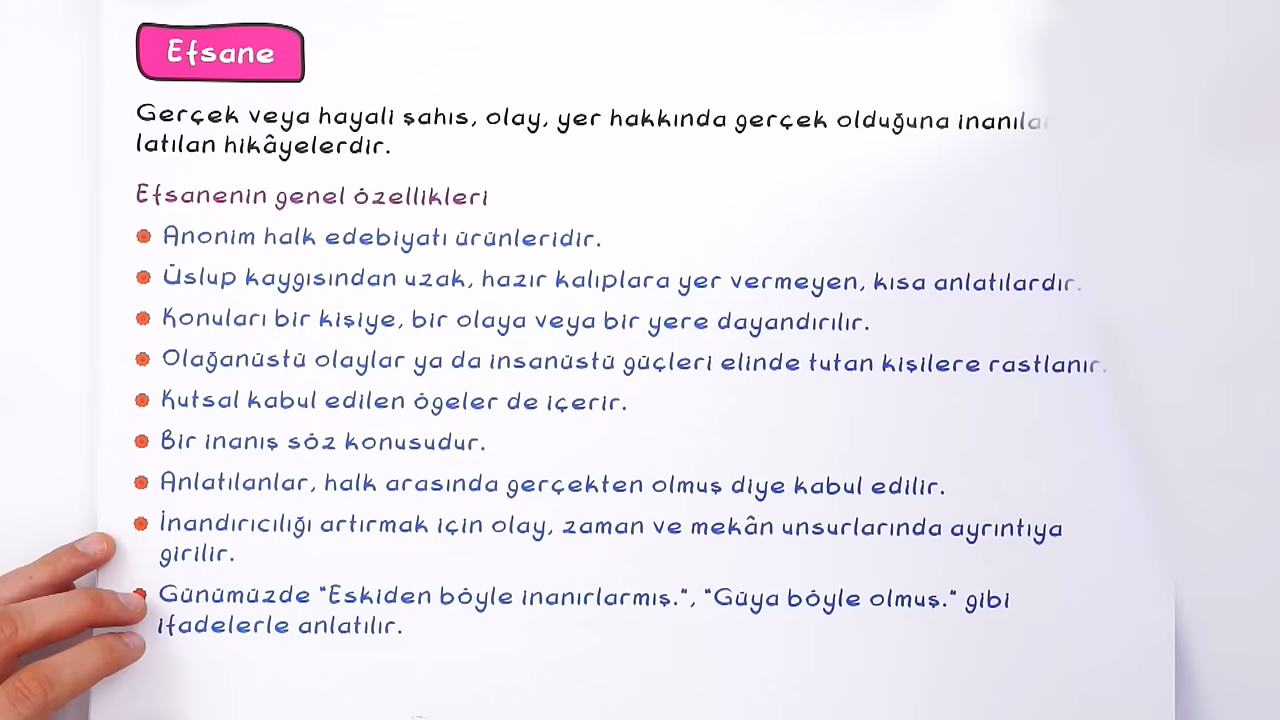 Efsane
Gerçek veya hayali şahıs, olay, yer hakkında gerçek olduğuna
latılan hikâyelerdir.
Efsanenin genel özellikleri
Anonim halk edebiyatı ürünleridir.
Üslup kaygısından uzak, hazır kalıplara yer vermeyen, kısa anlatılardır.
Konuları bir kişiye, bir olaya veya bir yere dayandırılır.
Olağanüstü olaylar ya da insanüstü güçleri elinde tutan kişilere rastlanır.
Kutsal kabul edilen ögeler de içerir.
Bir inanış söz konusudur.
Anlatılanlar, halk arasında gerçekten olmuş diye kabul edilir.
İnandırıcılığı artırmak için olay, zaman ve mekân unsurlarında ayrıntıya
girilir.
Günümüzde "Eskiden böyle inanırlarmış.", "Güya böyle olmuş." gibi
ifadelerle anlatılır.